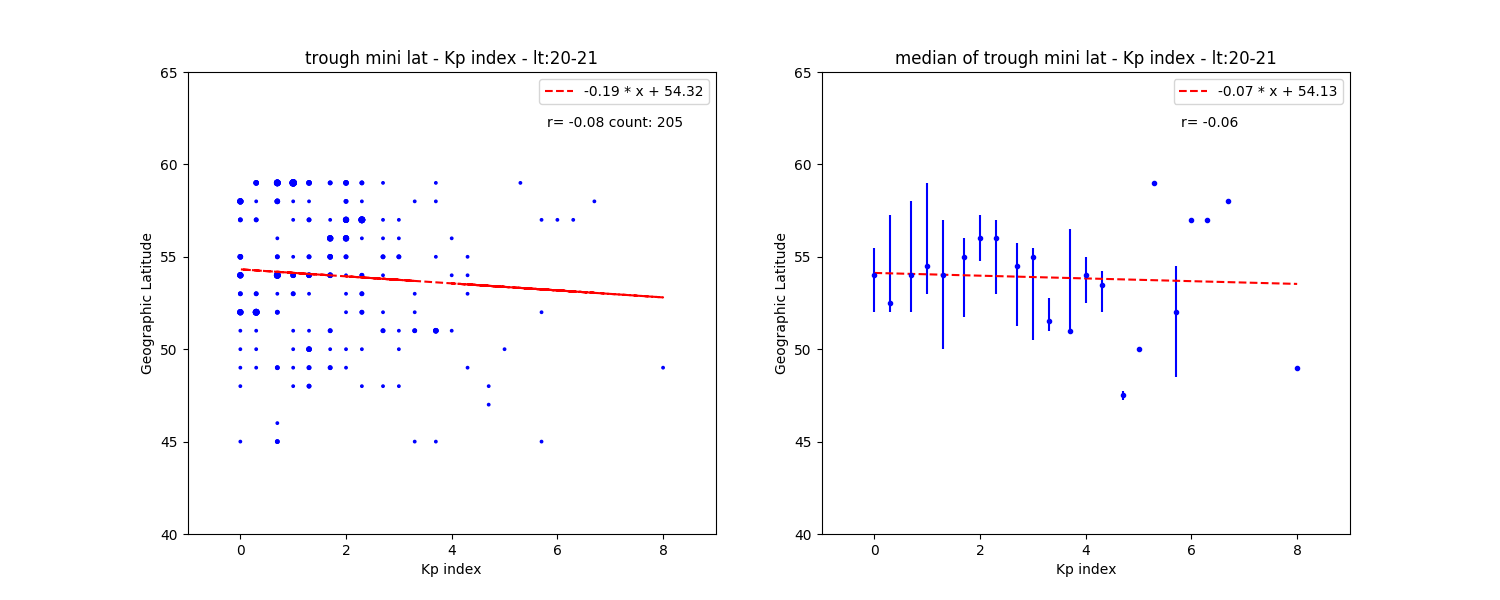 trough mini lat - Kp index - lt:20-21
-0.19 * x + 54.32
r= -0.08 count: 205
65
60
55
50
45
40
Geographic Latitude
0 2 4 6 8
Kp index
median of trough mini lat - Kp index - lt:20-21
-0.07 * x + 54.13
r= -0.06
65
60
55
50
45
40
Geographic Latitude
0 2 4 6 8
Kp index